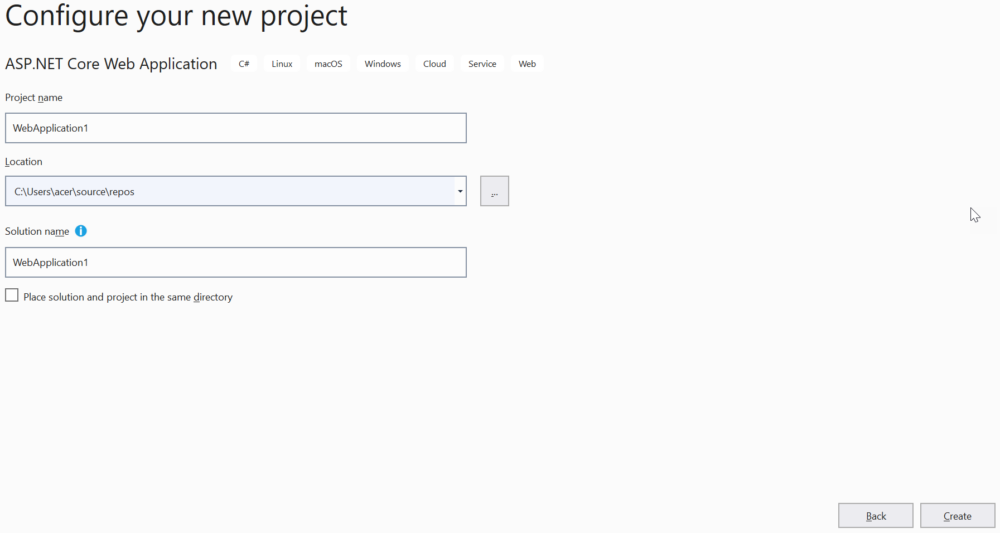 Configure your new project
ASP.NET Core Web Application C# Linux macOS Windows Cloud Service Web
Project name
WebApplication1
Location
C:\Users\acer\source\repos
...
Solution name
WebApplication1
Place solution and project in the same directory
Back Create